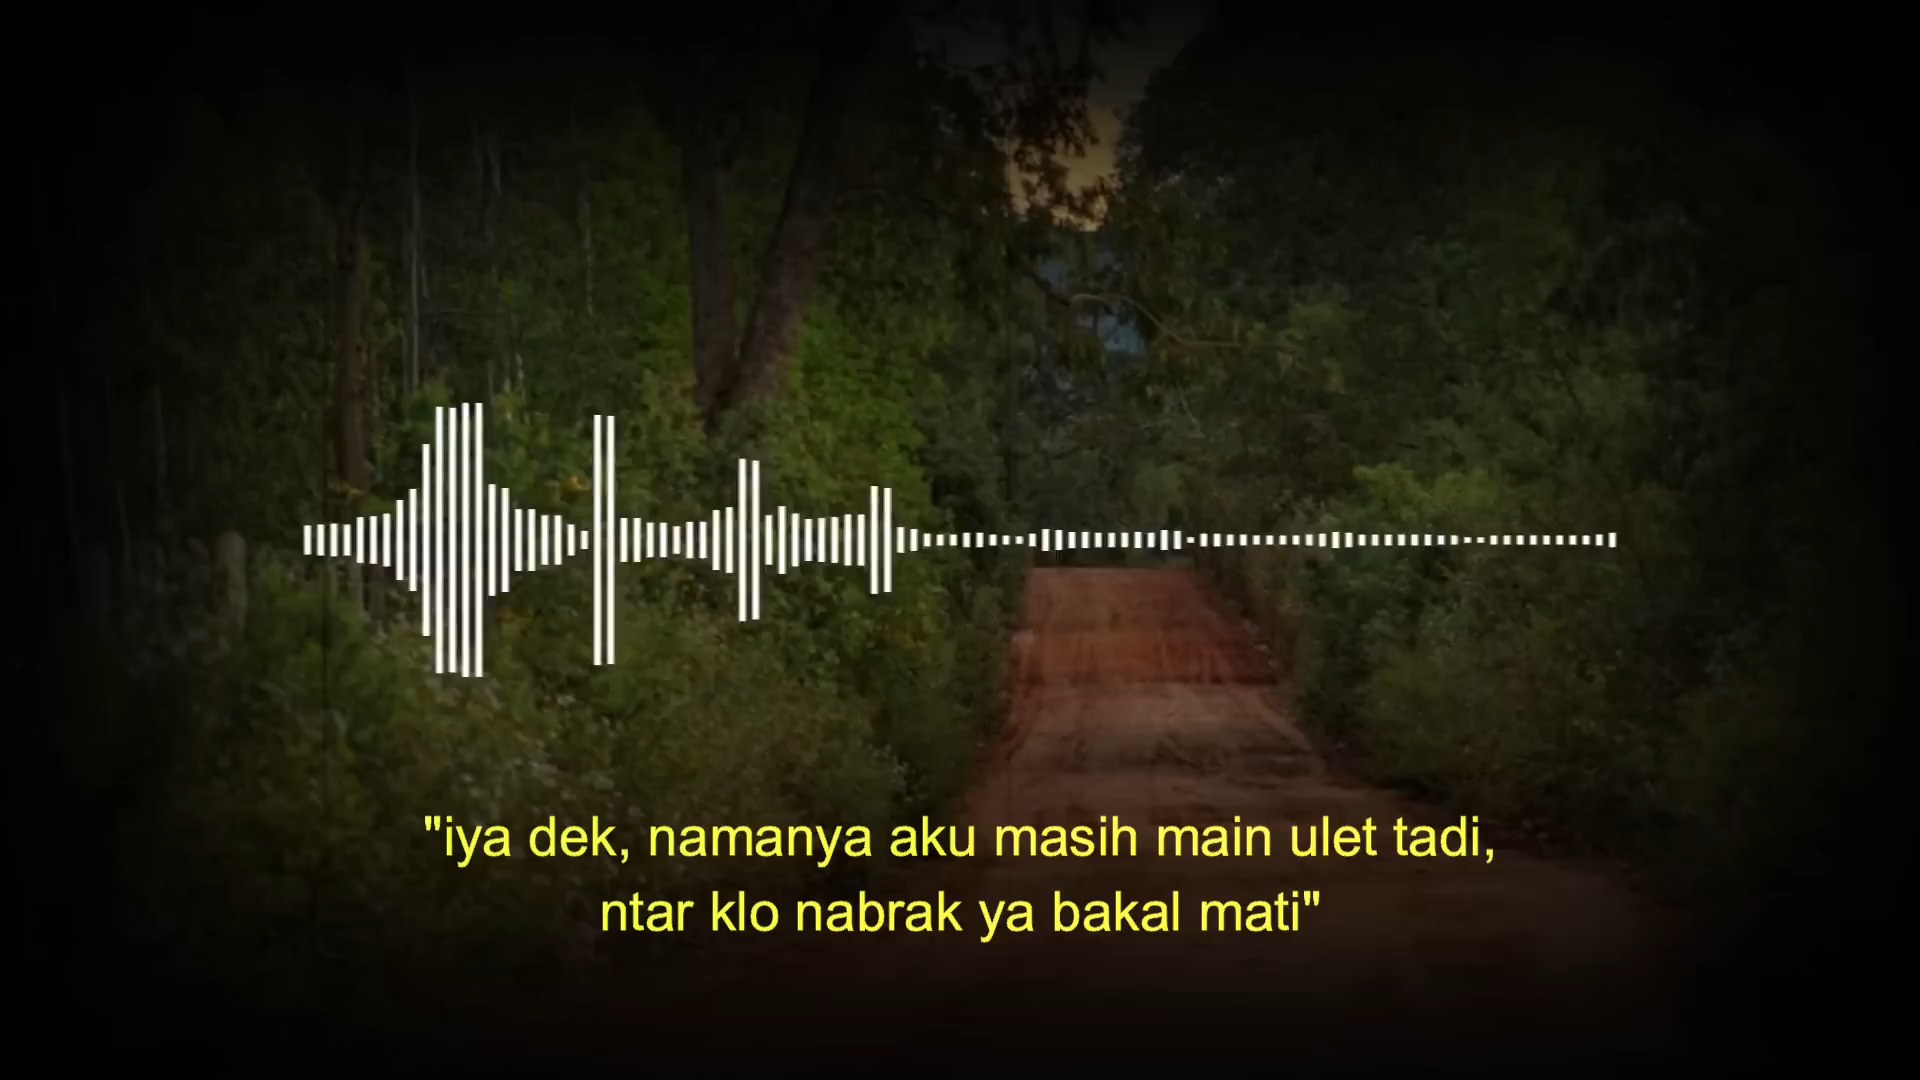 "iya dek, namanya aku masih main ulet tadi,
ntar klo nabrak ya bakal mati"